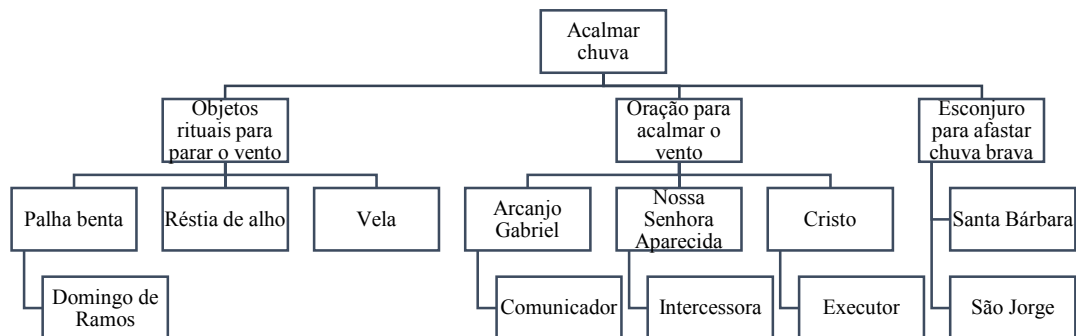 Acalmar
chuva
Objetos
rituais para
parar o vento
Oração para
acalmar o
vento
Esconjuro
para afastar
chuva brava
Palha benta
Réstia de alho
Vela
Arcanjo
Gabriel
Nossa
Senhora
Aparecida
Cristo
Santa Bárbara
Domingo de
Ramos
Comunicador
Intercessora
Executor
São Jorge